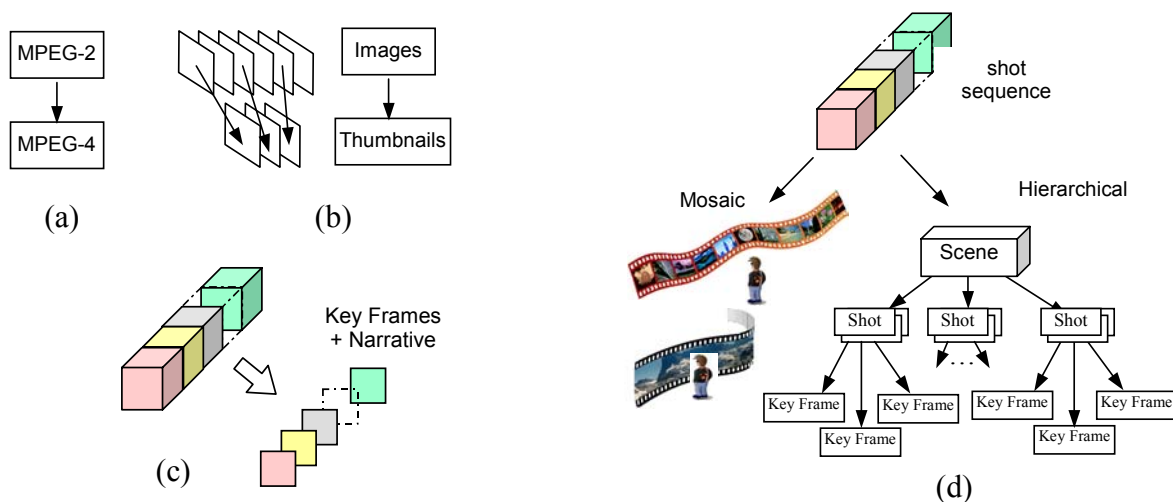 MPEG-2
MPEG-4
(a)
Images
Thumbnails
(b)
Key Frames
+ Narrative
(c)
shot
sequence
Mosaic
Hierarchical
Scene
Shot
Shot
Shot
...
Key Frame
Key Frame
Key Frame
Key Frame
Key Frame
Key Frame
(d)